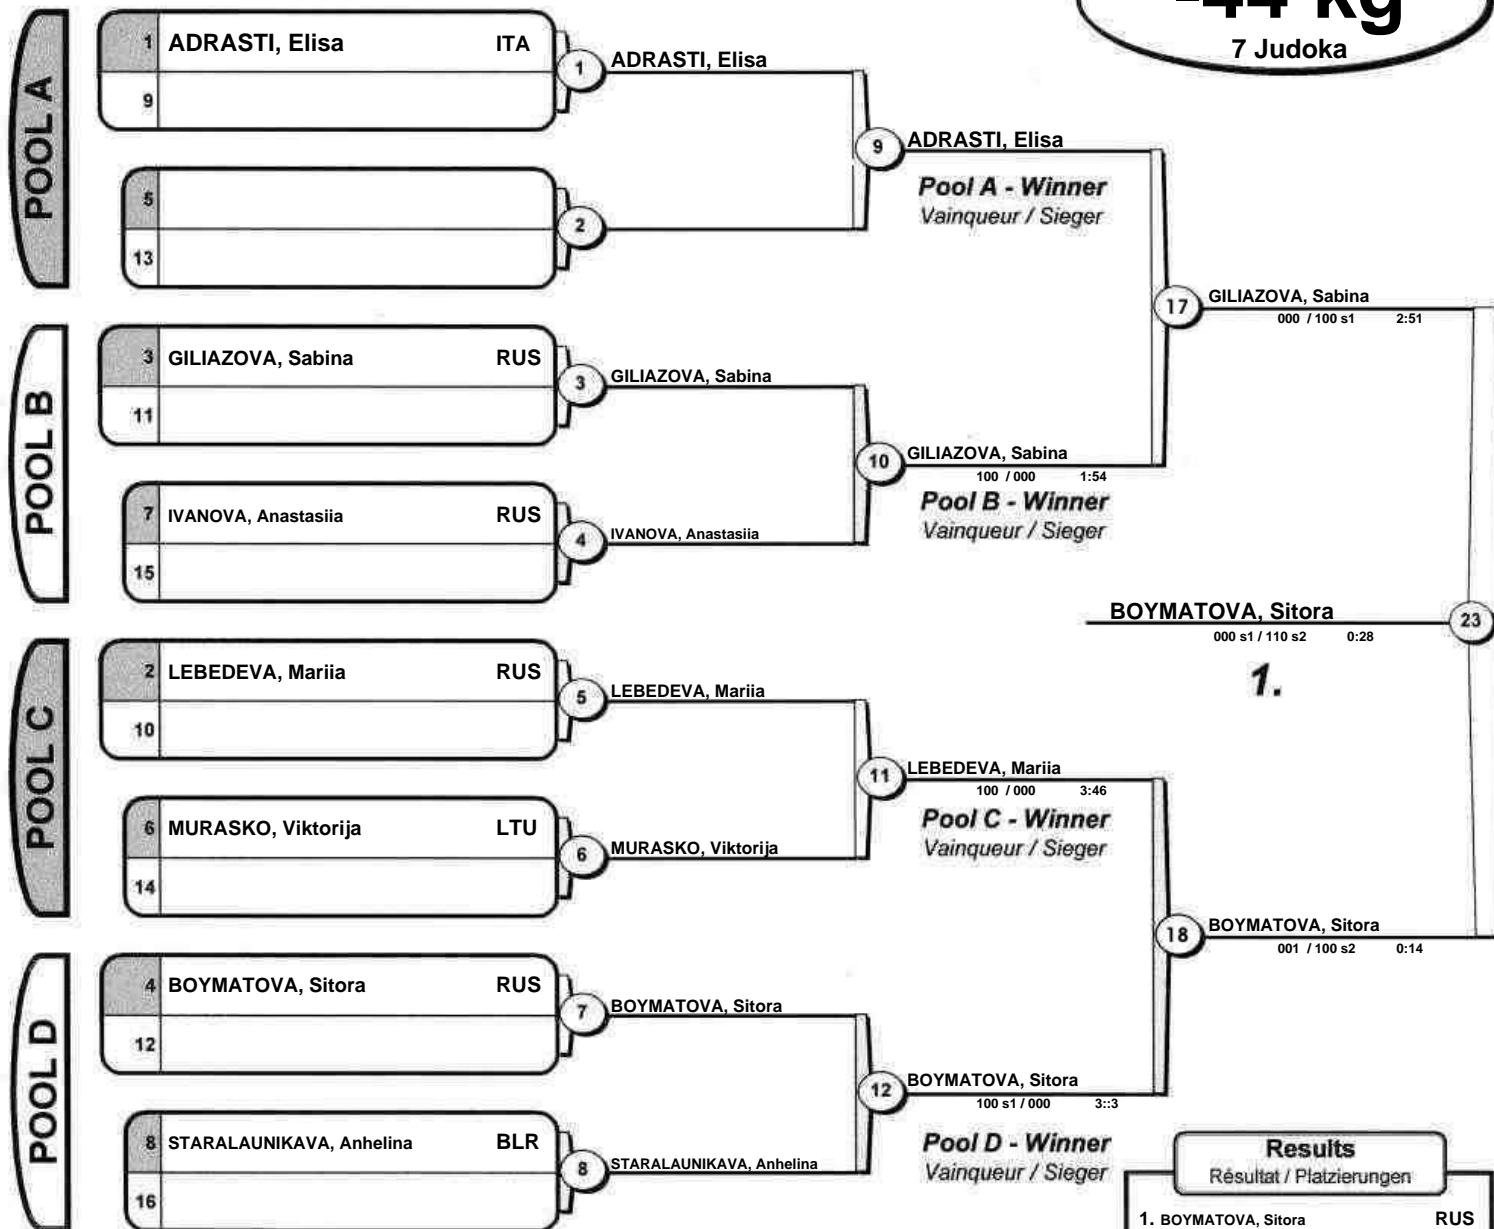 -44 kg
7 Judoka
POOL A
1 ADRASTI, Elisa ITA
9
5
13
1 ADRASTI, Elisa
2
9 ADRASTI, Elisa
Pool A - Winner
Vainqueur / Sieger
POOL B
3 GILIAZOVA, Sabina RUS
11
7 IVANOVA, Anastasiia RUS
15
3 GILIAZOVA, Sabina
4 IVANOVA, Anastasiia
10 GILIAZOVA, Sabina
100 / 000 1:54
Pool B - Winner
Vainqueur / Sieger
17 GILIAZOVA, Sabina
000 / 100 s1 2:51
BOYMATOVA, Sitora 23
000 s1 / 110 s2 0:28
1.
POOL C
2 LEBEDEVA, Mariia RUS
10
6 MURASKO, Viktorija LTU
14
5 LEBEDEVA, Mariia
6 MURASKO, Viktorija
11 LEBEDEVA, Mariia
100 / 000 3:46
Pool C - Winner
Vainqueur / Sieger
18 BOYMATOVA, Sitora
001 / 100 s2 0:14
POOL D
4 BOYMATOVA, Sitora RUS
12
8 STARALAUNIKAVA, Anhelina BLR
16
7 BOYMATOVA, Sitora
8 STARALAUNIKAVA, Anhelina
12 BOYMATOVA, Sitora
100 s1 / 000 3::3
Pool D - Winner
Vainqueur / Sieger
Results
Résultat / Platzierungen
1. BOYMATOVA, Sitora RUS